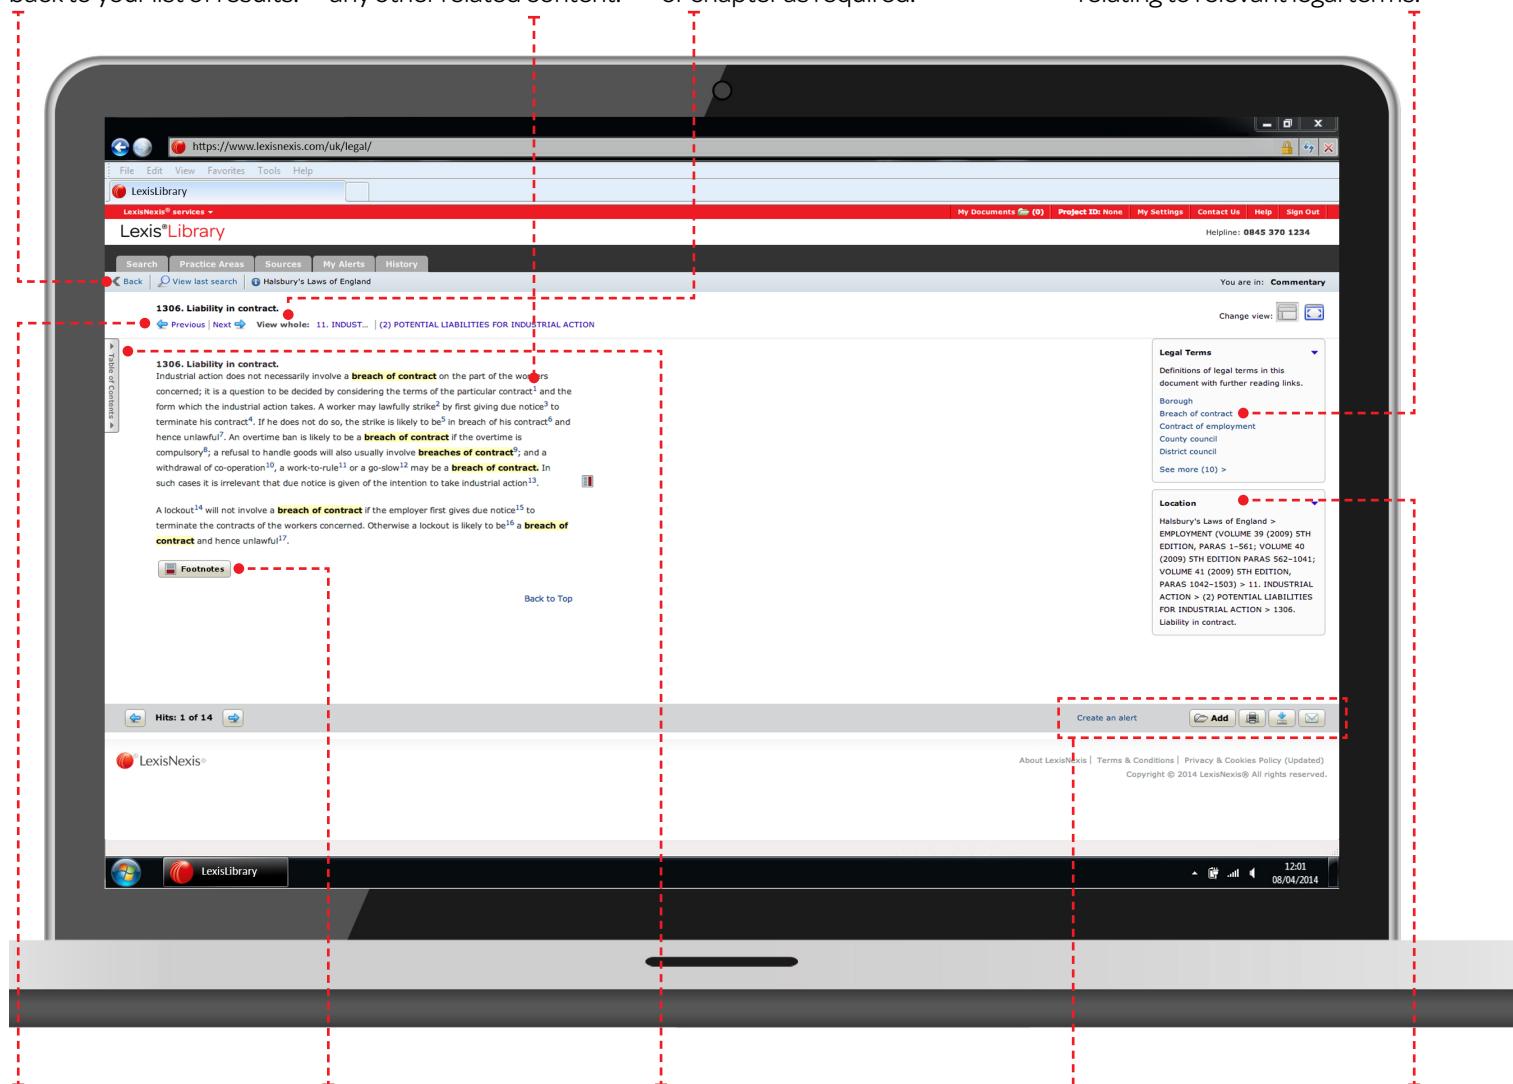 back to your list of results. any other related content. or chapter as required. relating to relevant legal terms.
https://www.lexisnexis.com/uk/legal/
File Edit View Favorites Tools Help
LexisLibrary
LexisNexis® services My Documents (0) Project ID: None My Settings Contact Us Help Sign Out
Lexis®Library
Helpline: 0845 370 1234
Search Practice Areas Sources My Alerts History
Back View last search Halsbury's Laws of England You are in: Commentary
1306. Liability in contract.
Previous | Next View whole: 11. INDUST... | (2) POTENTIAL LIABILITIES FOR INDUSTRIAL ACTION
Change view:
Table of Contents
1306. Liability in contract.
Industrial action does not necessarily involve a breach of contract on the part of the workers
concerned; it is a question to be decided by considering the terms of the particular contract1 and the
form which the industrial action takes. A worker may lawfully strike2 by first giving due notice3 to
terminate his contract4. If he does not do so, the strike is likely to be5 in breach of his contract6 and
hence unlawful7. An overtime ban is likely to be a breach of contract if the overtime is
compulsory8; a refusal to handle goods will also usually involve breaches of contract9; and a
withdrawal of co-operation10, a work-to-rule11 or a go-slow12 may be a breach of contract. In
such cases it is irrelevant that due notice is given of the intention to take industrial action13.
A lockout14 will not involve a breach of contract if the employer first gives due notice15 to
terminate the contracts of the workers concerned. Otherwise a lockout is likely to be16 a breach of
contract and hence unlawful17.
Footnotes
Back to Top
Legal Terms
Definitions of legal terms in this
document with further reading links.
Borough
Breach of contract
Contract of employment
County council
District council
See more (10) >
Location
Halsbury's Laws of England >
EMPLOYMENT (VOLUME 39 (2009) 5TH
EDITION, PARAS 1–561; VOLUME 40
(2009) 5TH EDITION PARAS 562–1041;
VOLUME 41 (2009) 5TH EDITION,
PARAS 1042–1503) > 11. INDUSTRIAL
ACTION > (2) POTENTIAL LIABILITIES
FOR INDUSTRIAL ACTION > 1306.
Liability in contract.
Hits: 1 of 14 Create an alert Add
LexisNexis®
About LexisNexis | Terms & Conditions | Privacy & Cookies Policy (Updated)
Copyright © 2014 LexisNexis® All rights reserved.
LexisLibrary
12:01
08/04/2014